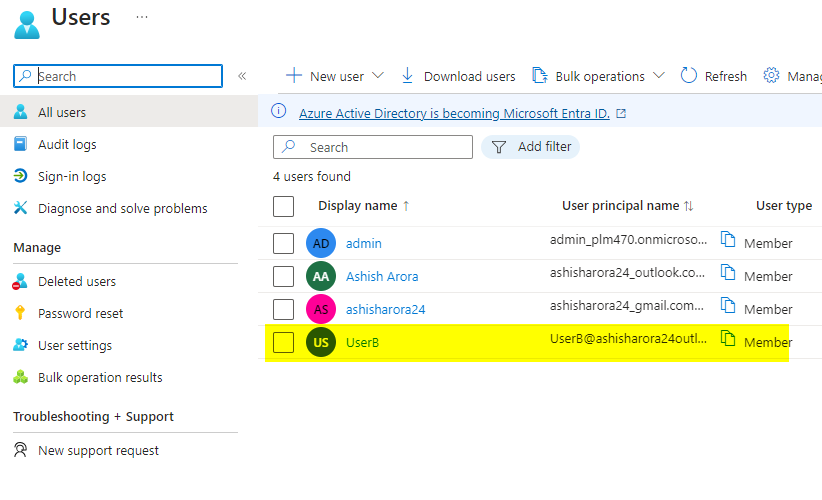 Users ...
Search «
New user Download users Bulk operations Refresh Manag
All users
Azure Active Directory is becoming Microsoft Entra ID.
Audit logs
Search Add filter
Sign-in logs
4 users found
Diagnose and solve problems
Display name ↑ User principal name ↑↓ User type
Manage
AD admin admin_plm470.onmicroso... Member
Deleted users
AA Ashish Arora ashisharora24_outlook.co... Member
Password reset
AS ashisharora24 ashisharora24_gmail.com... Member
User settings
US UserB UserB@ashisharora24outl... Member
Bulk operation results
Troubleshooting + Support
New support request